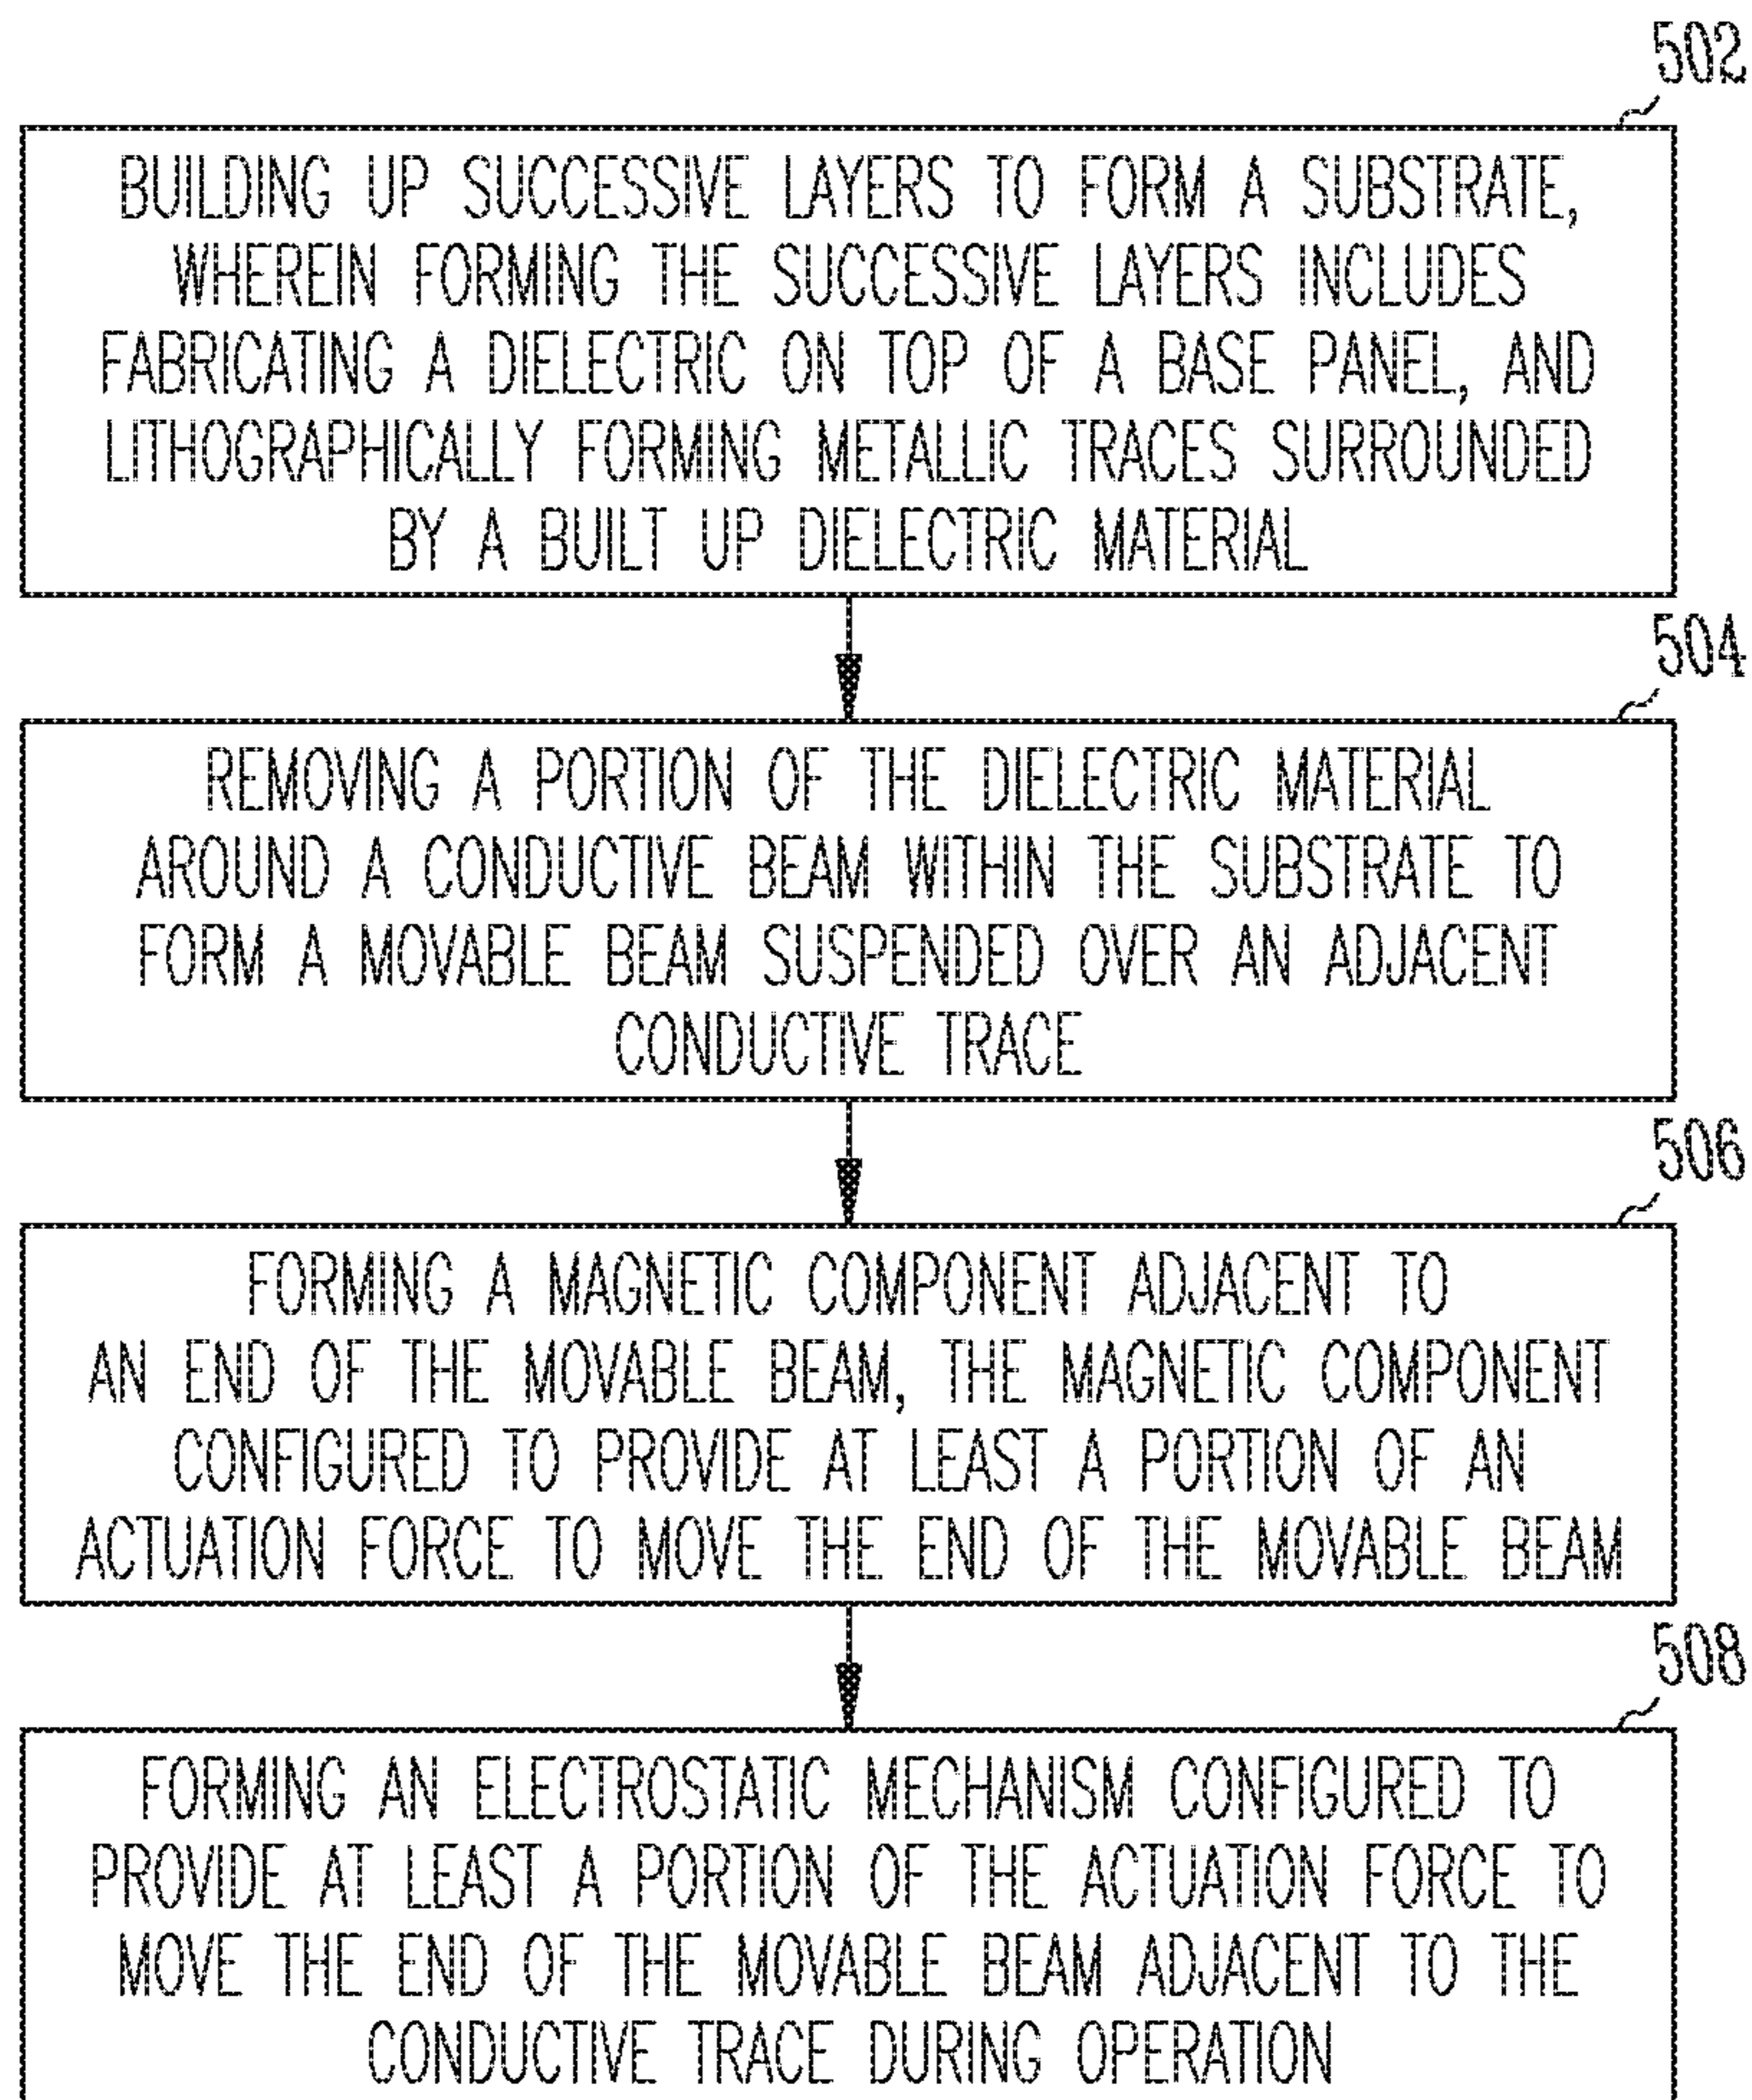 502
BUILDING UP SUCCESSIVE LAYERS TO FORM A SUBSTRATE,
WHEREIN FORMING THE SUCCESSIVE LAYERS INCLUDES
FABRICATING A DIELECTRIC ON TOP OF A BASE PANEL, AND
LITHOGRAPHICALLY FORMING METALLIC TRACES SURROUNDED
BY A BUILT UP DIELECTRIC MATERIAL
504
REMOVING A PORTION OF THE DIELECTRIC MATERIAL
AROUND A CONDUCTIVE BEAM WITHIN THE SUBSTRATE TO
FORM A MOVABLE BEAM SUSPENDED OVER AN ADJACENT
CONDUCTIVE TRACE
506
FORMING A MAGNETIC COMPONENT ADJACENT TO
AN END OF THE MOVABLE BEAM, THE MAGNETIC COMPONENT
CONFIGURED TO PROVIDE AT LEAST A PORTION OF AN
ACTUATION FORCE TO MOVE THE END OF THE MOVABLE BEAM
508
FORMING AN ELECTROSTATIC MECHANISM CONFIGURED TO
PROVIDE AT LEAST A PORTION OF THE ACTUATION FORCE TO
MOVE THE END OF THE MOVABLE BEAM ADJACENT TO THE
CONDUCTIVE TRACE DURING OPERATION